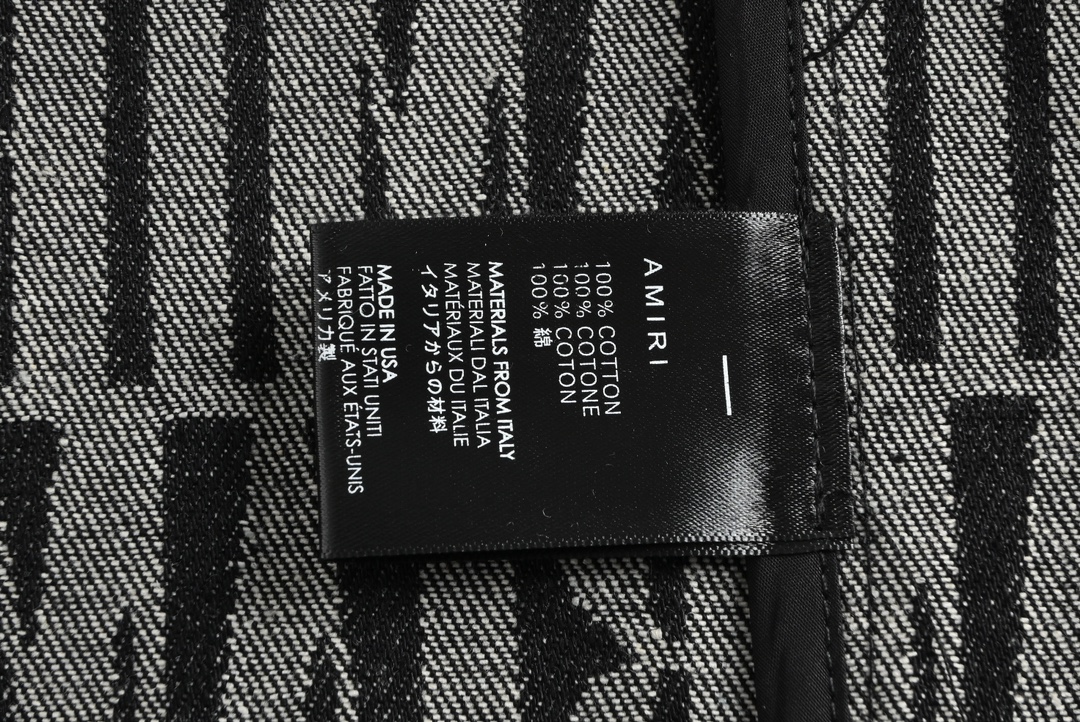 AMIRI
100% COTTON
100% COTONE
100% COTON
100% 綿
MATERIALS FROM ITALY
MATERIALI DAL ITALIA
MATÉRIAUX DU ITALIE
イタリアからの材料
MADE IN USA
FATTO IN STATI UNITI
FABRIQUÉ AUX ÉTATS-UNIS
アメリカ製